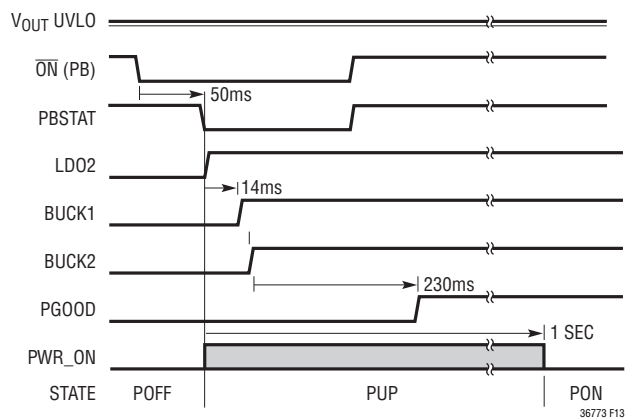 VOUT UVLO
ON (PB)
50ms
PBSTAT
LDO2
14ms
BUCK1
BUCK2
230ms
PGOOD
1 SEC
PWR_ON
STATE POFF PUP PON
36773 F13